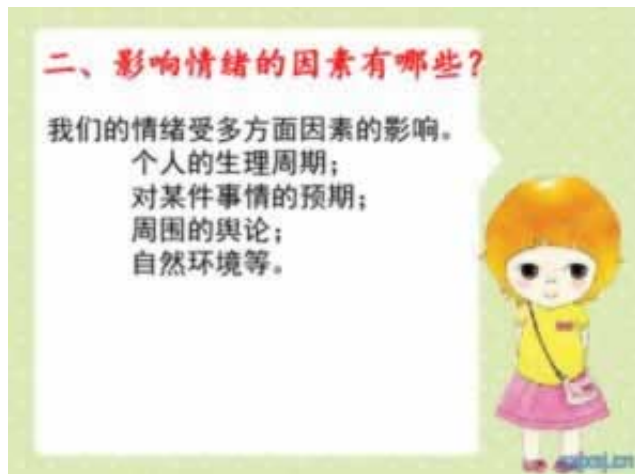 二、影响情绪的因素有哪些？
我们的情绪受多方面因素的影响。
个人的生理周期；
对某件事情的预期；
周围的舆论；
自然环境等。